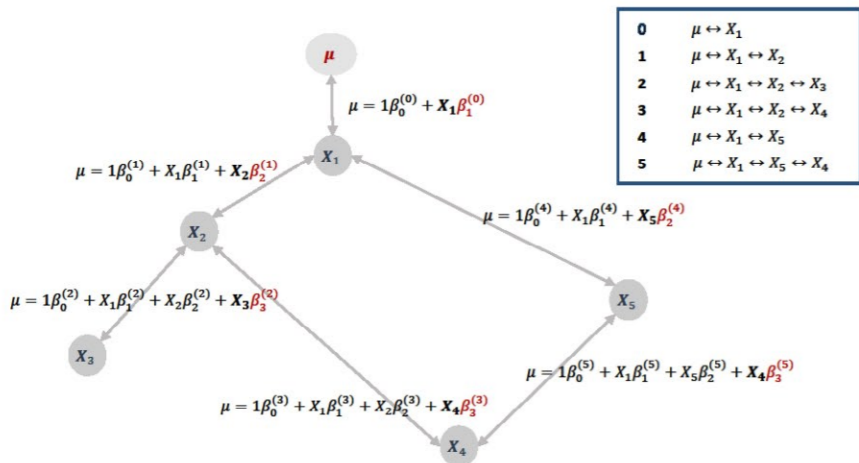 0 μ ↔ X₁
1 μ ↔ X₁ ↔ X₂
2 μ ↔ X₁ ↔ X₂ ↔ X₃
3 μ ↔ X₁ ↔ X₂ ↔ X₄
4 μ ↔ X₁ ↔ X₅
5 μ ↔ X₁ ↔ X₅ ↔ X₄
μ
μ = 1β₀⁽⁰⁾ + X₁β₁⁽⁰⁾
X₁
μ = 1β₀⁽¹⁾ + X₁β₁⁽¹⁾ + X₂β₂⁽¹⁾
μ = 1β₀⁽⁴⁾ + X₁β₁⁽⁴⁾ + X₅β₂⁽⁴⁾
X₂
μ = 1β₀⁽²⁾ + X₁β₁⁽²⁾ + X₂β₂⁽²⁾ + X₃β₃⁽²⁾
X₅
X₃
μ = 1β₀⁽⁵⁾ + X₁β₁⁽⁵⁾ + X₅β₂⁽⁵⁾ + X₄β₃⁽⁵⁾
μ = 1β₀⁽³⁾ + X₁β₁⁽³⁾ + X₂β₂⁽³⁾ + X₄β₃⁽³⁾
X₄